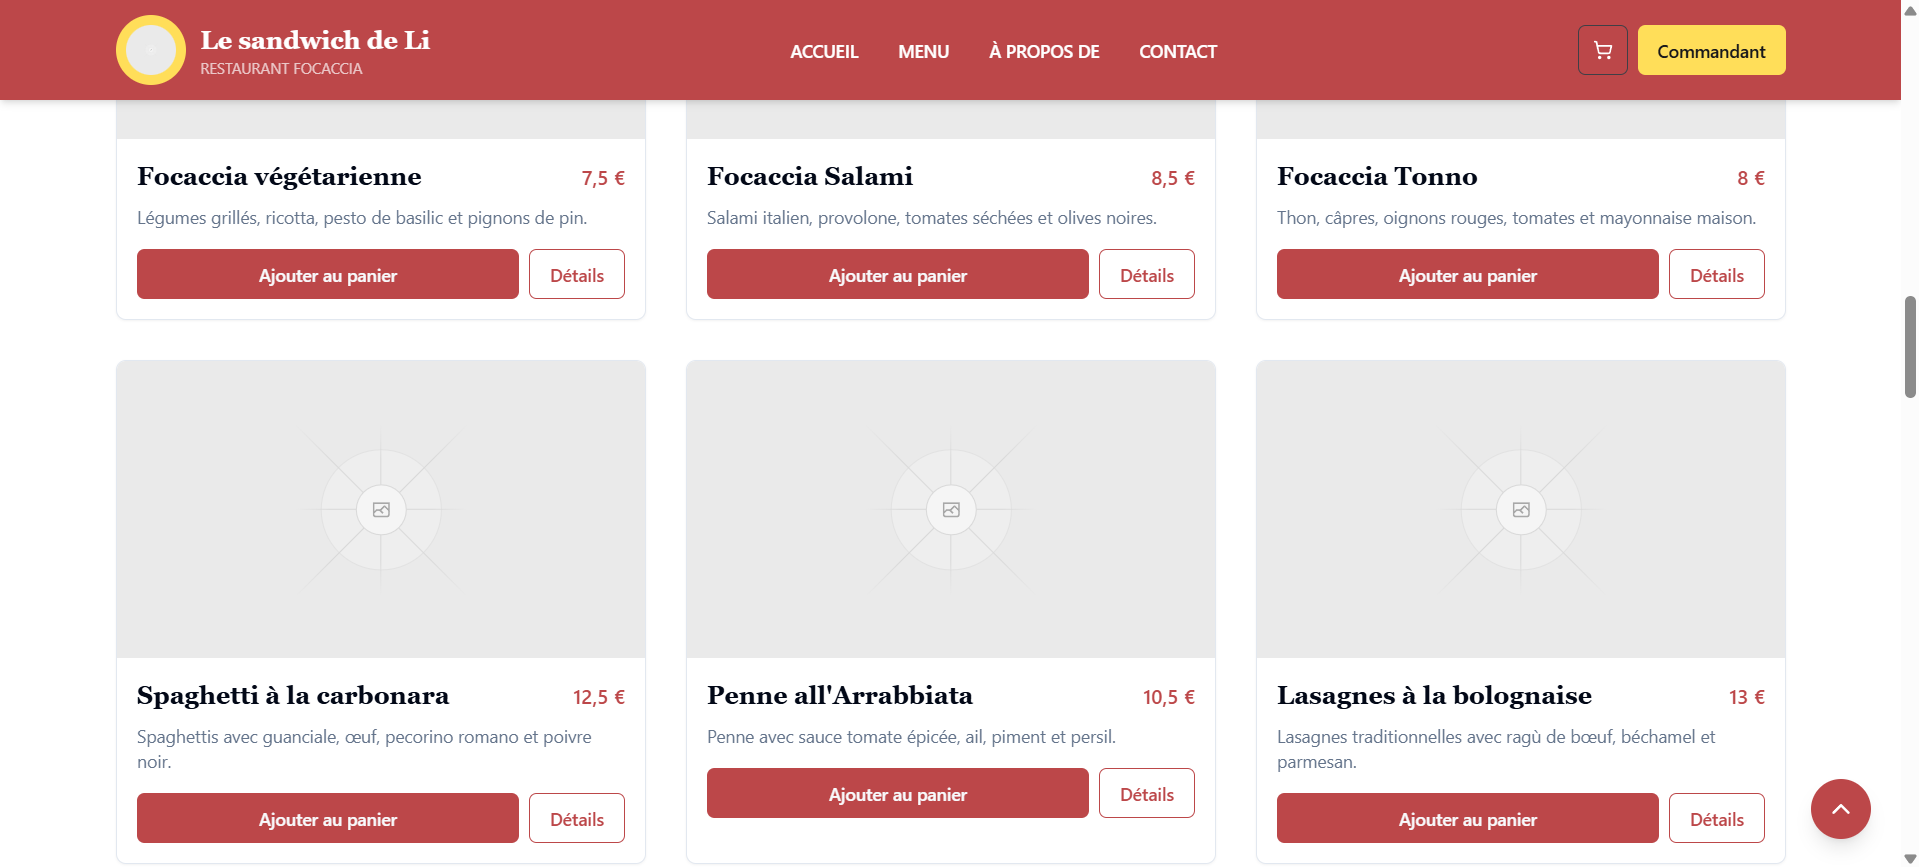 Le sandwich de Li
RESTAURANT FOCACCIA
ACCUEIL
MENU
À PROPOS DE
CONTACT
Commandant
Focaccia végétarienne
7,5 €
Légumes grillés, ricotta, pesto de basilic et pignons de pin.
Ajouter au panier
Détails
Focaccia Salami
8,5 €
Salami italien, provolone, tomates séchées et olives noires.
Ajouter au panier
Détails
Focaccia Tonno
8 €
Thon, câpres, oignons rouges, tomates et mayonnaise maison.
Ajouter au panier
Détails
Spaghetti à la carbonara
12,5 €
Spaghettis avec guanciale, œuf, pecorino romano et poivre
noir.
Ajouter au panier
Détails
Penne all'Arrabbiata
10,5 €
Penne avec sauce tomate épicée, ail, piment et persil.
Ajouter au panier
Détails
Lasagnes à la bolognaise
13 €
Lasagnes traditionnelles avec ragù de bœuf, béchamel et
parmesan.
Ajouter au panier
Détails